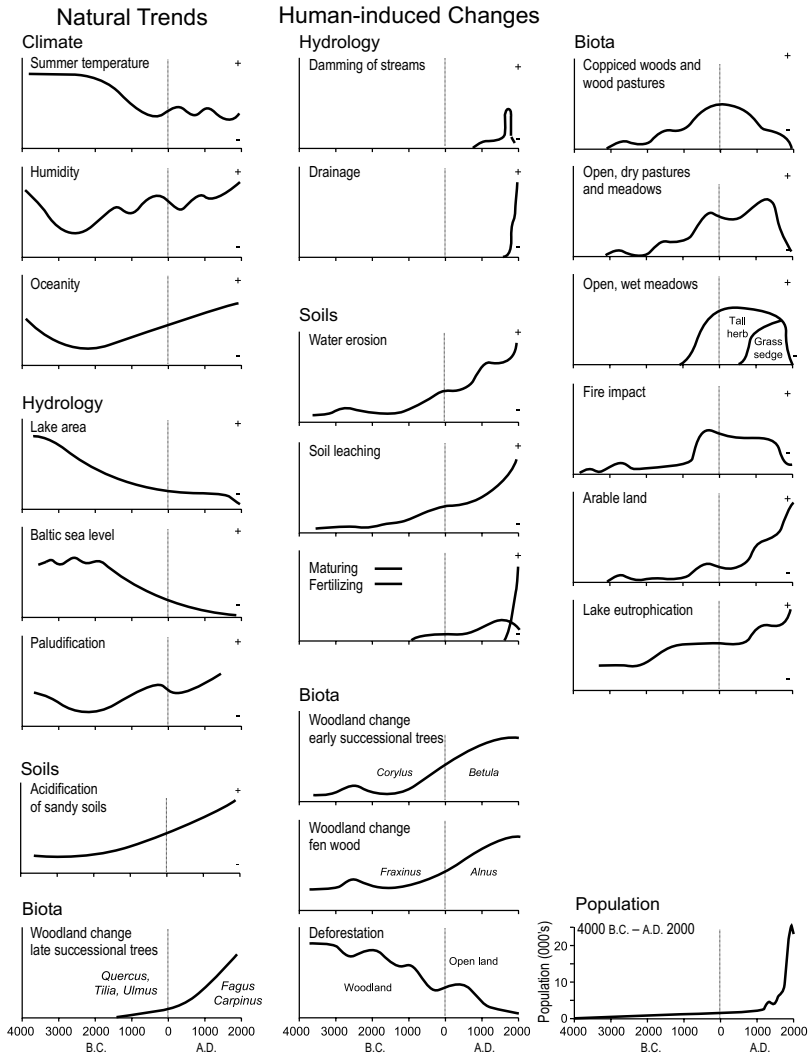 Natural Trends
Climate
Summer temperature
+
-
Humidity
+
-
Oceanity
+
-
Hydrology
Lake area
+
-
Baltic sea level
+
-
Paludification
+
-
Soils
Acidification
of sandy soils
+
-
Biota
Woodland change
late successional trees
Quercus,
Tilia, Ulmus
Fagus
Carpinus
4000 3000 2000 1000 0 1000 2000
B.C. A.D.
Human-induced Changes
Hydrology
Damming of streams
+
-
Drainage
+
-
Soils
Water erosion
+
-
Soil leaching
+
-
Maturing
Fertilizing
+
-
Biota
Woodland change
early successional trees
Corylus Betula
Woodland change
fen wood
Fraxinus Alnus
Deforestation
Open land
Woodland
4000 3000 2000 1000 0 1000 2000
B.C. A.D.
Biota
Coppiced woods and
wood pastures
+
-
Open, dry pastures
and meadows
+
-
Open, wet meadows
+
Tall
herb
Grass
sedge
-
Fire impact
+
-
Arable land
+
-
Lake eutrophication
+
-
Population
4000 B.C. – A.D. 2000
Population (000's)
20
10
0
4000 3000 2000 1000 0 1000 2000
B.C. A.D.